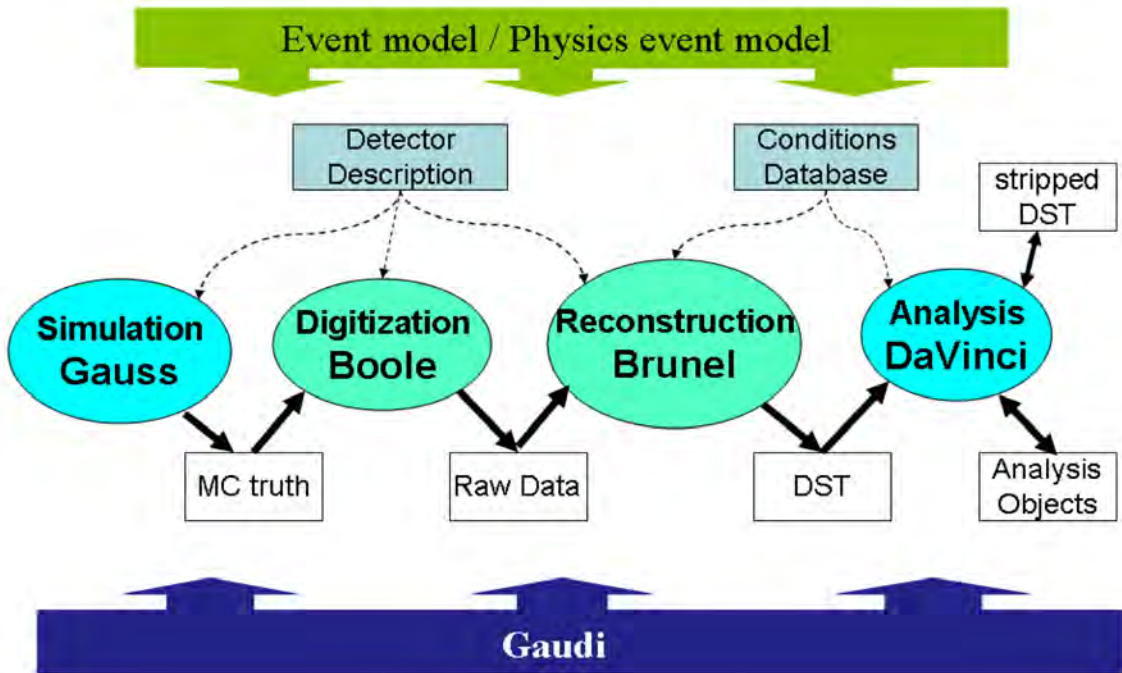 Event model / Physics event model
Detector
Description
Conditions
Database
stripped
DST
Simulation
Gauss
Digitization
Boole
Reconstruction
Brunel
Analysis
DaVinci
MC truth
Raw Data
DST
Analysis
Objects
Gaudi